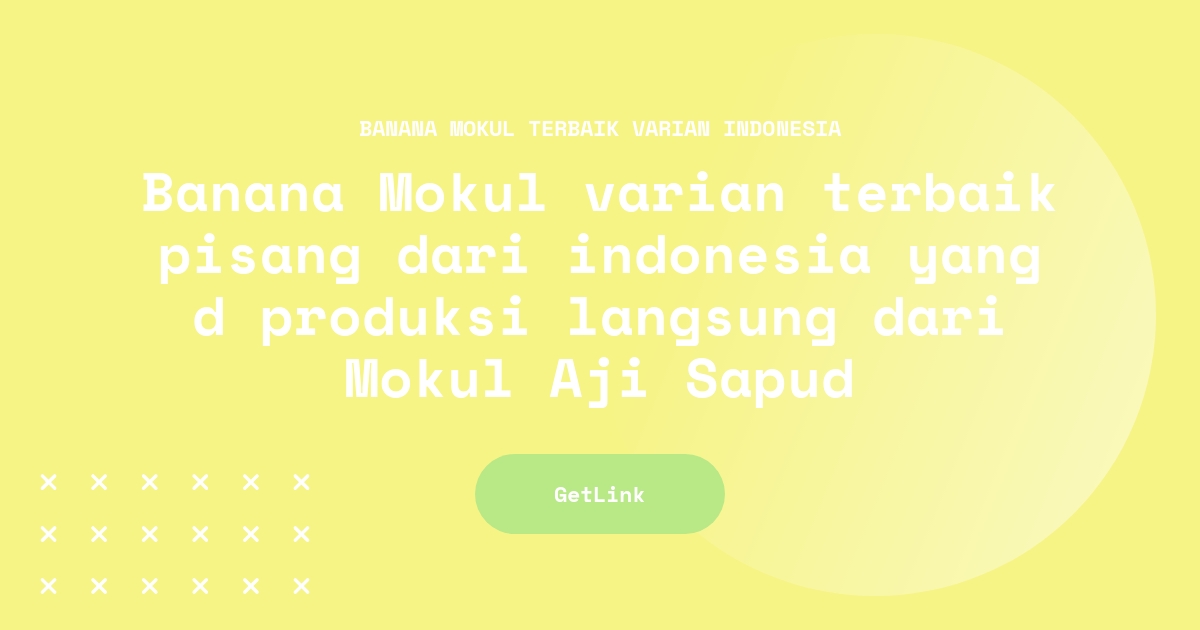 BANANA MOKUL TERBAIK VARIAN INDONESIA
Banana Mokul varian terbaik
pisang dari indonesia yang
d produksi langsung dari
Mokul Aji Sapud
GetLink